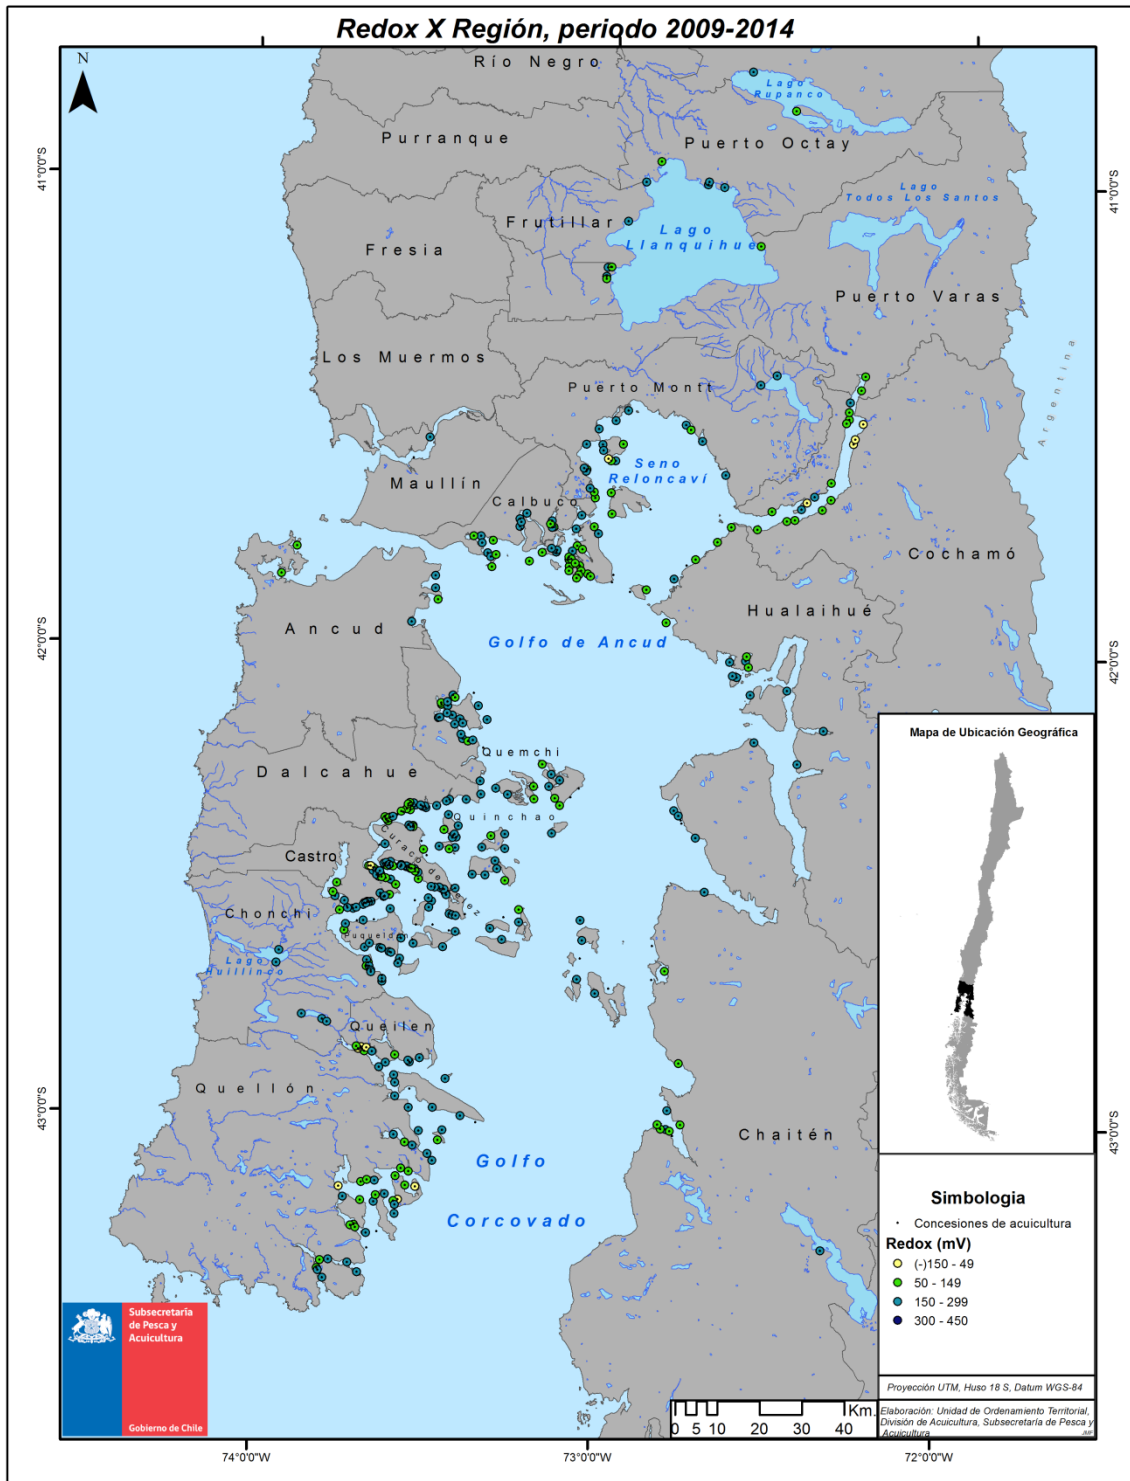 Redox X Región, periodo 2009-2014
N
Río Negro
Lago
Rupanco
Purranque
Puerto Octay
41°0'0"S
41°0'0"S
Lago
Todos Los Santos
Frutillar
Lago
Llanquihue
Fresia
Puerto Varas
Los Muermos
Puerto Montt
Argentina
Seno
Reloncaví
Maullín
Calbuco
Cochamó
Hualaihué
Ancud
Golfo de Ancud
42°0'0"S
42°0'0"S
Mapa de Ubicación Geográfica
Quemchi
Dalcahue
Quinchao
Curaco de Velez
Castro
Chonchi
Puqueldon
Lago
Huillinco
Queilen
Quellón
43°0'0"S
43°0'0"S
Chaitén
Golfo
Corcovado
Simbologia
Concesiones de acuicultura
Redox (mV)
(-)150 - 49
50 - 149
150 - 299
300 - 450
Subsecretaría
de Pesca y
Acuicultura
Gobierno de Chile
Km.
0 5 10 20 30 40
Proyección UTM, Huso 18 S, Datum WGS-84
Elaboración: Unidad de Ordenamiento Territorial,
División de Acuicultura, Subsecretaría de Pesca y
Acuicultura
JMF
74°0'0"W
73°0'0"W
72°0'0"W